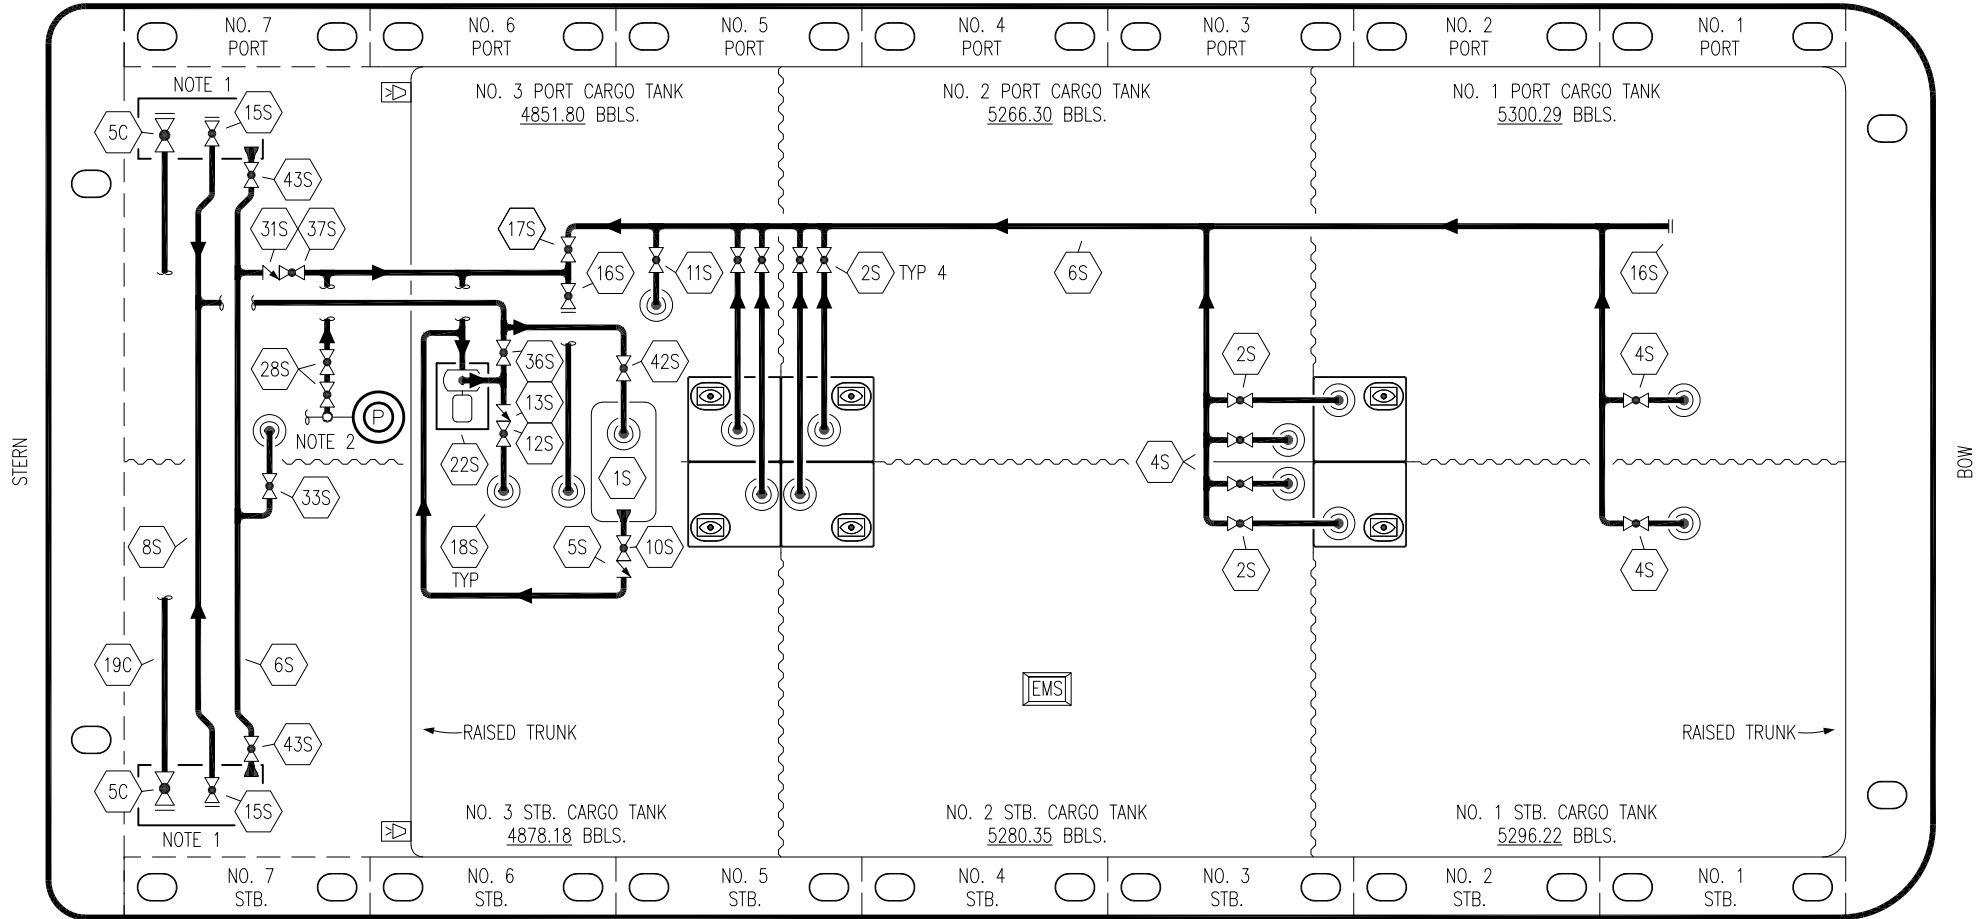 NO. 7
PORT
NO. 6
PORT
NO. 5
PORT
NO. 4
PORT
NO. 3
PORT
NO. 2
PORT
NO. 1
PORT
NOTE 1
NO. 3 PORT CARGO TANK
4851.80 BBLS.
NO. 2 PORT CARGO TANK
5266.30 BBLS.
NO. 1 PORT CARGO TANK
5300.29 BBLS.
5C
15S
43S
31S
37S
17S
16S
11S
2S TYP 4
6S
16S
28S
36S
42S
2S
4S
13S
P
NOTE 2
12S
STERN
22S
1S
4S
BOW
33S
8S
18S
TYP
5S
10S
2S
4S
19C
6S
EMS
43S
RAISED TRUNK
RAISED TRUNK
5C
15S
NOTE 1
NO. 3 STB. CARGO TANK
4878.18 BBLS.
NO. 2 STB. CARGO TANK
5280.35 BBLS.
NO. 1 STB. CARGO TANK
5296.22 BBLS.
NO. 7
STB.
NO. 6
STB.
NO. 5
STB.
NO. 4
STB.
NO. 3
STB.
NO. 2
STB.
NO. 1
STB.